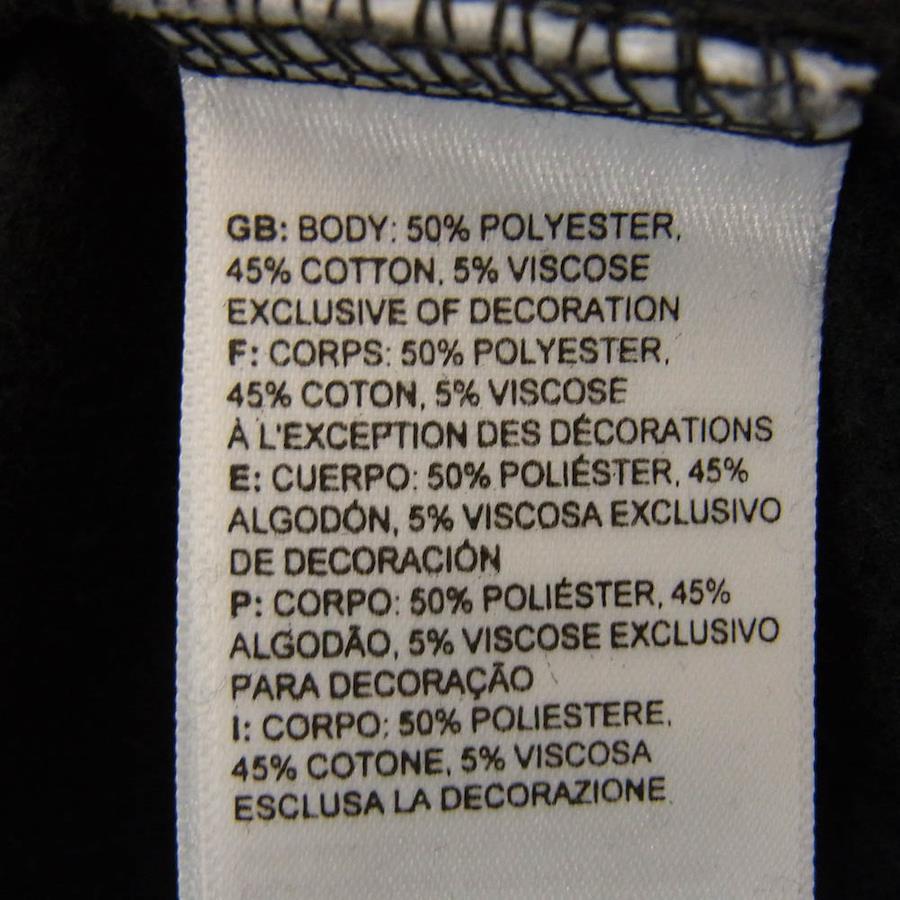 GB: BODY: 50% POLYESTER,
45% COTTON, 5% VISCOSE
EXCLUSIVE OF DECORATION
F: CORPS: 50% POLYESTER,
45% COTON, 5% VISCOSE
À L'EXCEPTION DES DÉCORATIONS
E: CUERPO: 50% POLIÉSTER, 45%
ALGODÓN, 5% VISCOSA EXCLUSIVO
DE DECORACIÓN
P: CORPO: 50% POLIÉSTER, 45%
ALGODÃO, 5% VISCOSE EXCLUSIVO
PARA DECORAÇÃO
I: CORPO: 50% POLIESTERE,
45% COTONE, 5% VISCOSA
ESCLUSA LA DECORAZIONE